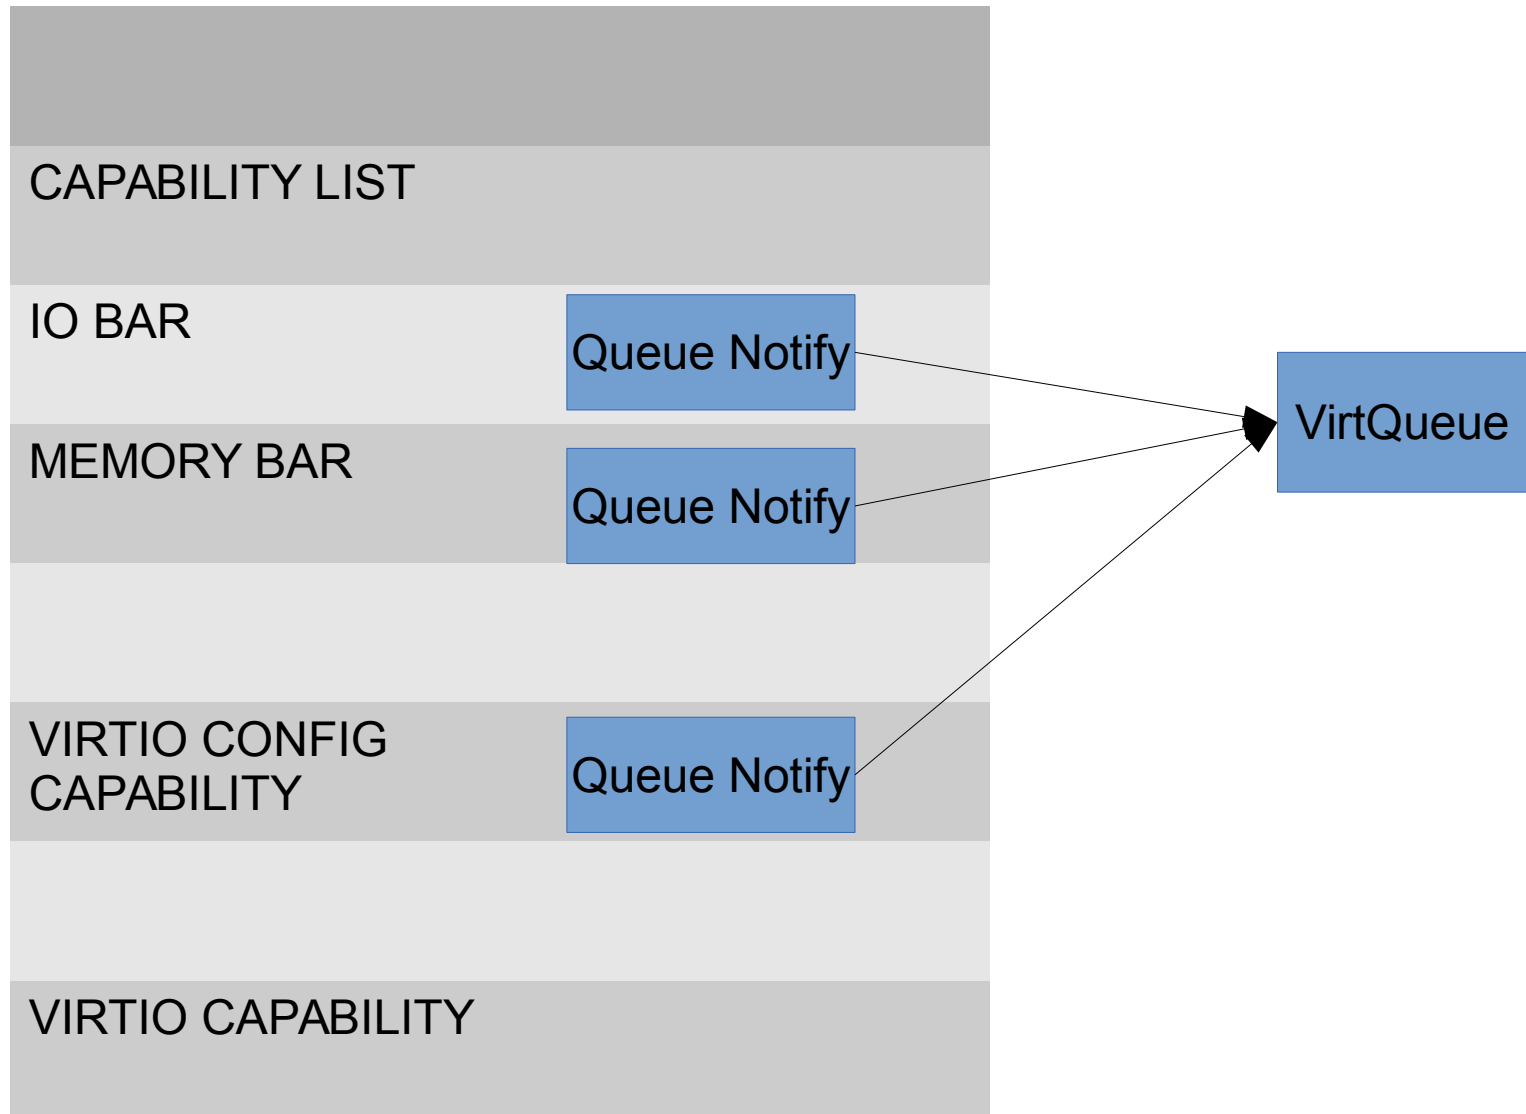 CAPABILITY LIST
IO BAR
Queue Notify
VirtQueue
MEMORY BAR
Queue Notify
VIRTIO CONFIG
CAPABILITY
Queue Notify
VIRTIO CAPABILITY